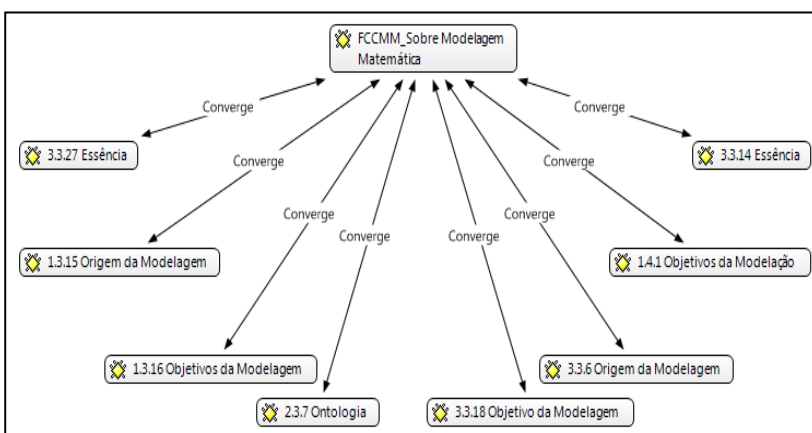 FCCMM_Sobre Modelagem
Matemática
Converge
Converge
3.3.27 Essência
3.3.14 Essência
Converge
Converge
Converge
Converge
Converge
Converge
1.3.15 Origem da Modelagem
1.4.1 Objetivos da Modelação
1.3.16 Objetivos da Modelagem
3.3.6 Origem da Modelagem
2.3.7 Ontologia
3.3.18 Objetivo da Modelagem